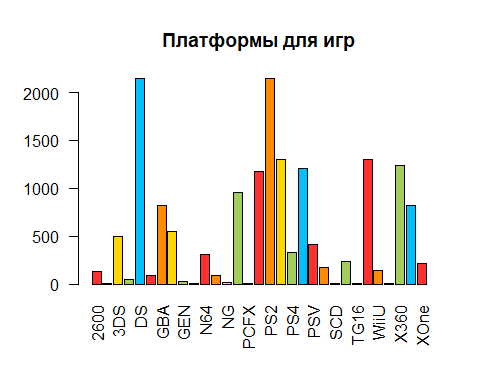 Платформы для игр
2000
1500
1000
500
0
2600
3DS
DS
GBA
GEN
N64
NG
PCFX
PS2
PS4
PSV
SCD
TG16
WiiU
X360
XOne